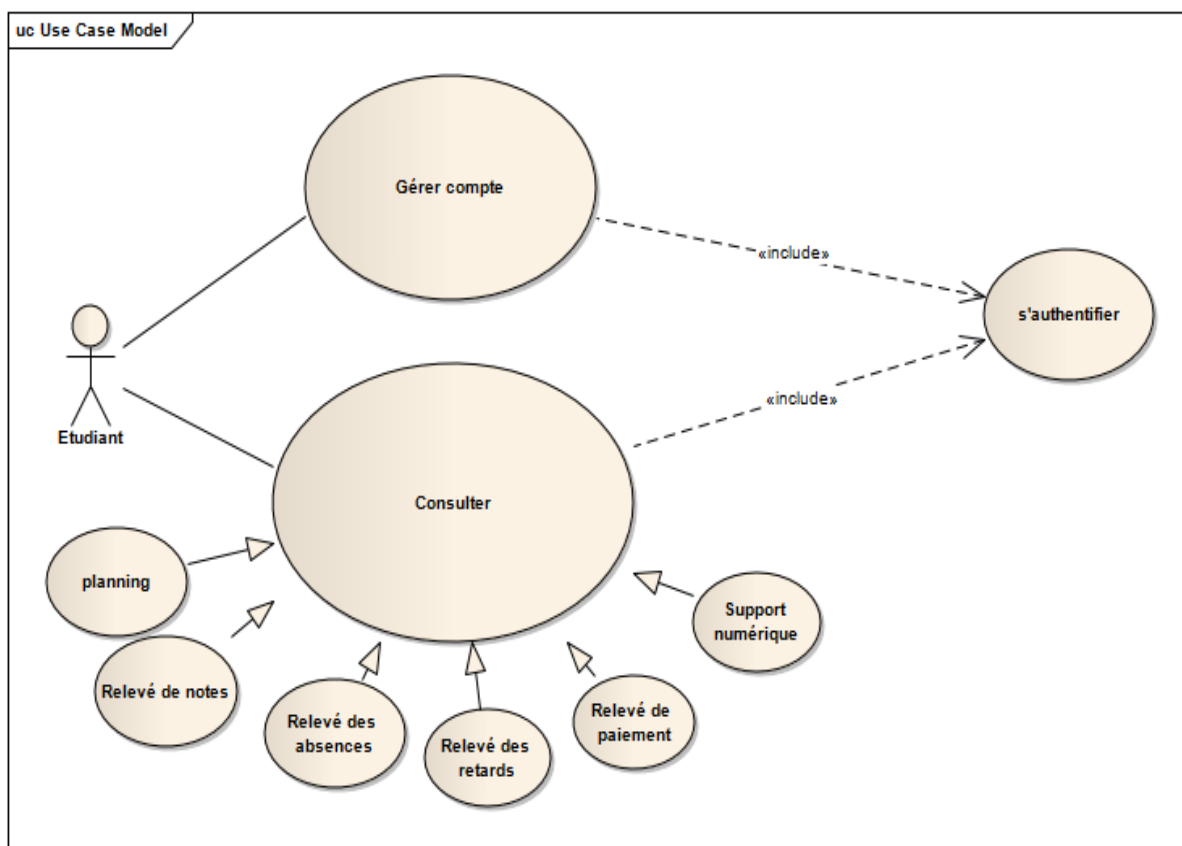 uc Use Case Model
Gérer compte
«include»
s'authentifier
«include»
Etudiant
Consulter
planning
Support
numérique
Relevé de notes
Relevé des
absences
Relevé des
retards
Relevé de
paiement